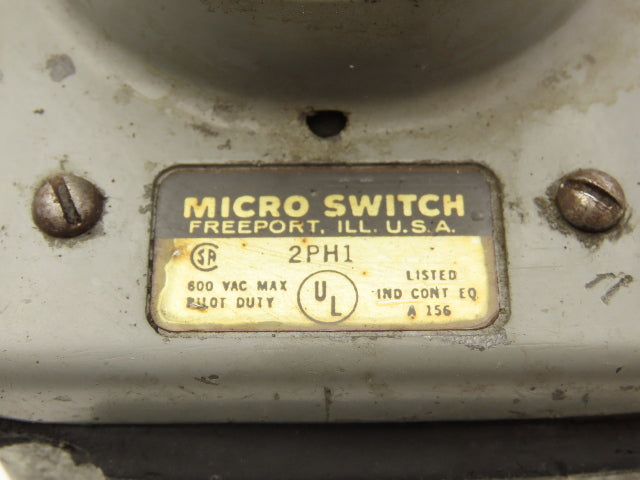 MICRO SWITCH
FREEPORT, ILL. U.S.A.
SA 2PH1
600 VAC MAX
PILOT DUTY
UL
LISTED
IND CONT EQ
A 156